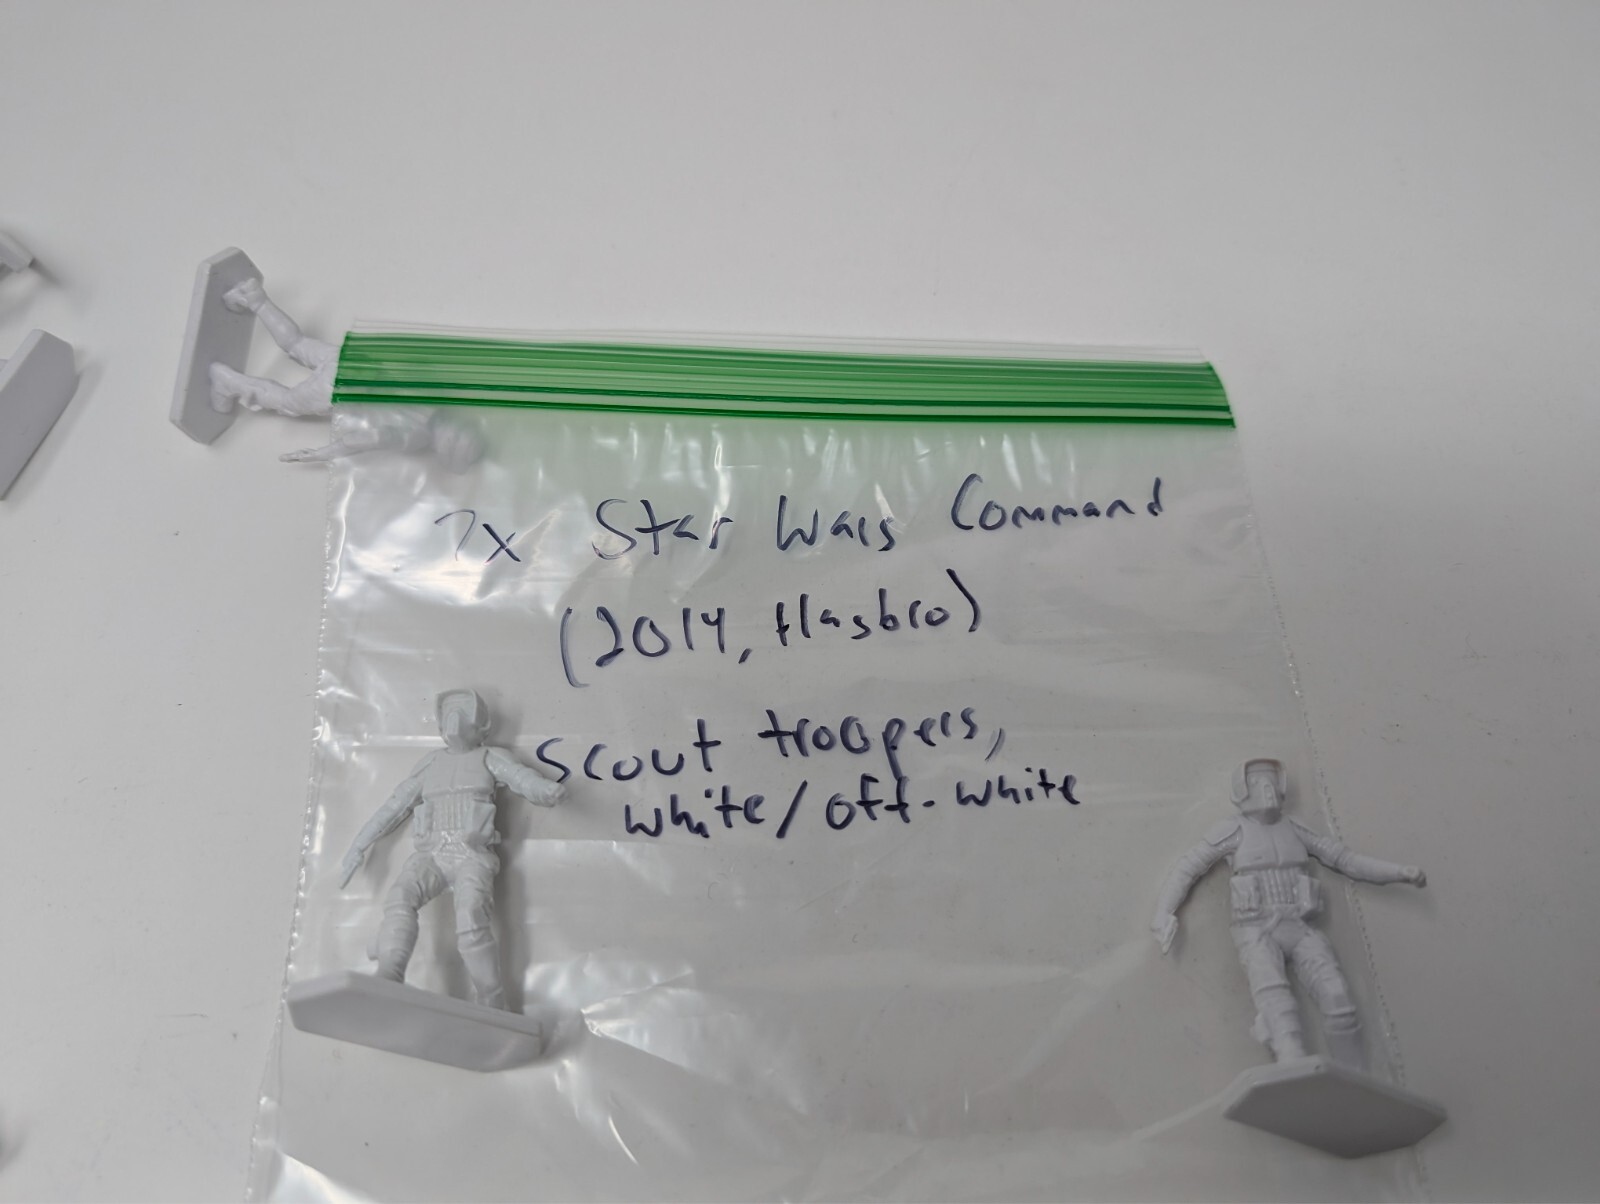 7x Star Wars Command
(2014, Hasbro)
Scout troopers,
white/off-white